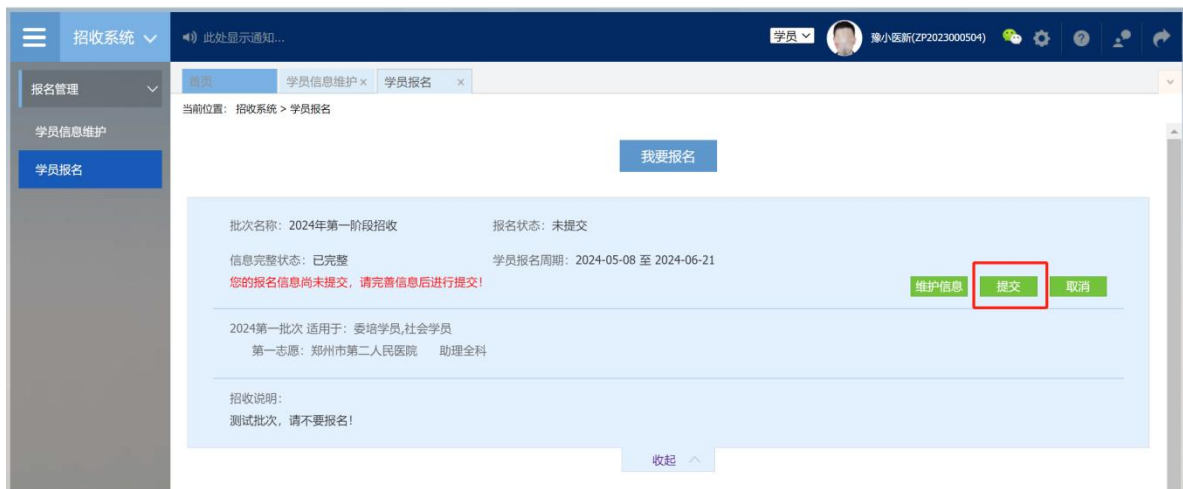 招收系统 此处显示通知... 学员 豫小医新(ZP2023000504)
报名管理 首页 学员信息维护× 学员报名 ×
当前位置： 招收系统 > 学员报名
学员信息维护
学员报名
我要报名
批次名称：2024年第一阶段招收 报名状态：未提交
信息完整状态：已完整 学员报名周期：2024-05-08 至 2024-06-21
您的报名信息尚未提交，请完善信息后进行提交！
维护信息 提交 取消
2024第一批次 适用于：委培学员,社会学员
第一志愿：郑州市第二人民医院 助理全科
招收说明：
测试批次，请不要报名！
收起